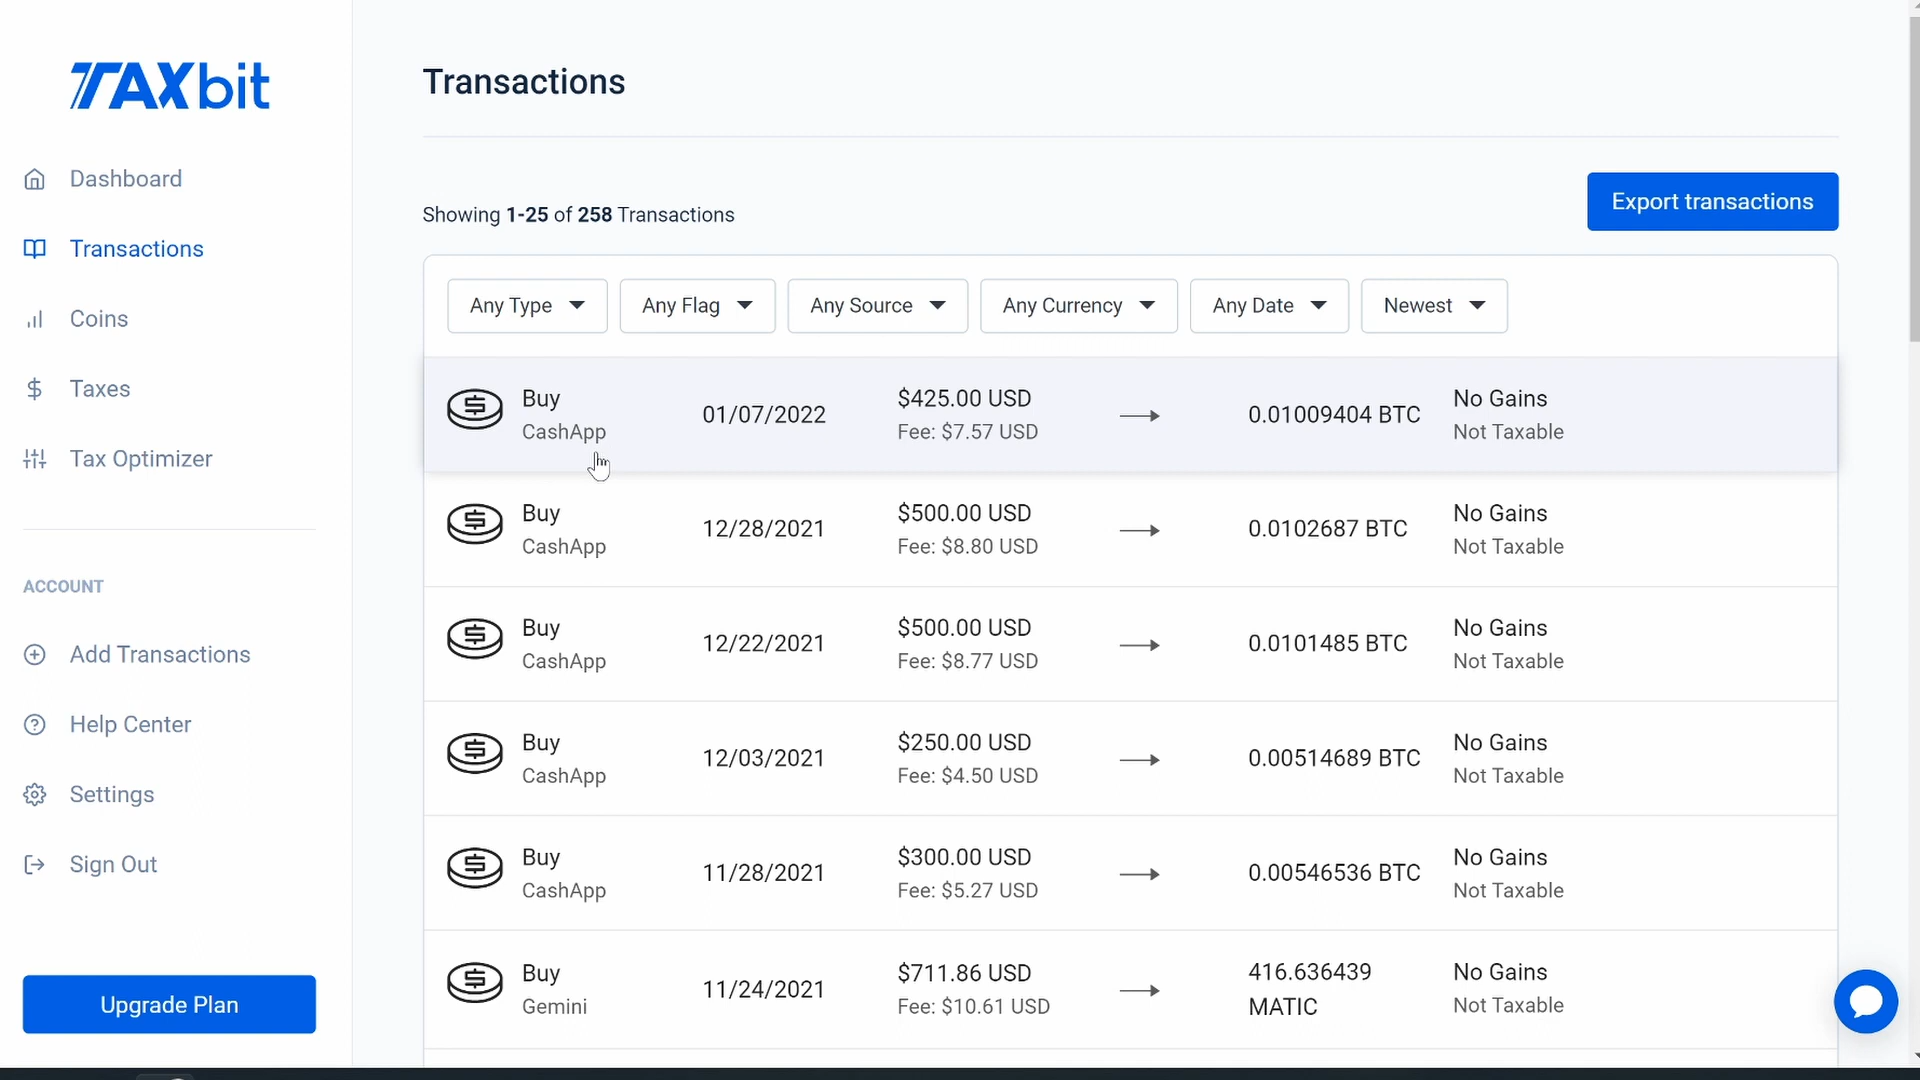 TAXbit
Dashboard
Transactions
Coins
Taxes
Tax Optimizer
ACCOUNT
Add Transactions
Help Center
Settings
Sign Out
Upgrade Plan
Transactions
Showing 1-25 of 258 Transactions
Export transactions
Any Type Any Flag Any Source Any Currency Any Date Newest
Buy
CashApp
01/07/2022
$425.00 USD
Fee: $7.57 USD
0.01009404 BTC
No Gains
Not Taxable
Buy
CashApp
12/28/2021
$500.00 USD
Fee: $8.80 USD
0.0102687 BTC
No Gains
Not Taxable
Buy
CashApp
12/22/2021
$500.00 USD
Fee: $8.77 USD
0.0101485 BTC
No Gains
Not Taxable
Buy
CashApp
12/03/2021
$250.00 USD
Fee: $4.50 USD
0.00514689 BTC
No Gains
Not Taxable
Buy
CashApp
11/28/2021
$300.00 USD
Fee: $5.27 USD
0.00546536 BTC
No Gains
Not Taxable
Buy
Gemini
11/24/2021
$711.86 USD
Fee: $10.61 USD
416.636439
MATIC
No Gains
Not Taxable